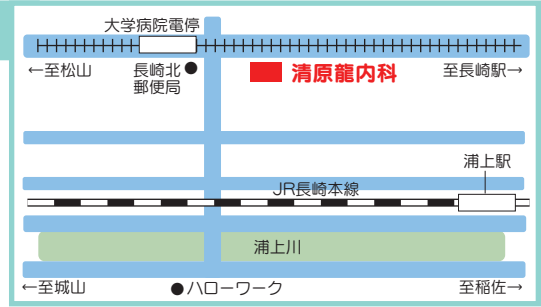 大学病院電停
←至松山
長崎北
郵便局
清原龍内科
至長崎駅→
浦上駅
JR長崎本線
浦上川
←至城山
ハローワーク
至稲佐→